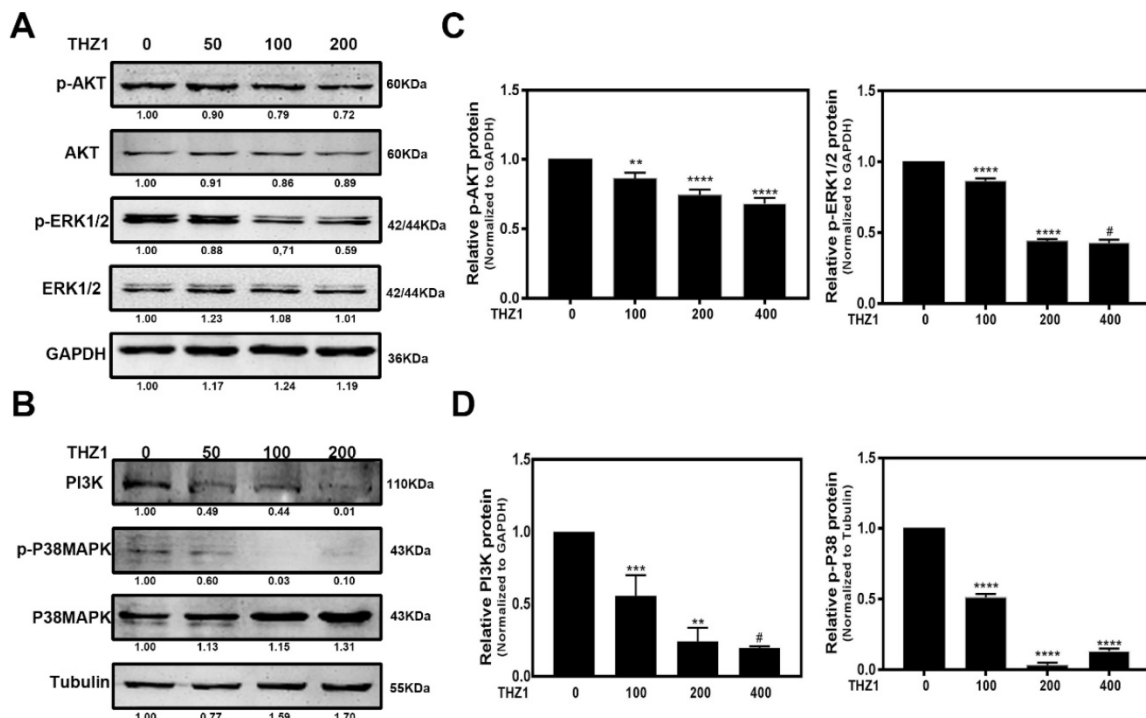 A
THZ1 0 50 100 200
p-AKT 60KDa
1.00 0.90 0.79 0.72
AKT 60KDa
1.00 0.91 0.86 0.89
p-ERK1/2 42/44KDa
1.00 0.88 0,71 0.59
ERK1/2 42/44KDa
1.00 1.23 1.08 1.01
GAPDH 36KDa
1.00 1.17 1.24 1.19
B
THZ1 0 50 100 200
PI3K 110KDa
1.00 0.49 0.44 0.01
p-P38MAPK 43KDa
1.00 0.60 0.03 0.10
P38MAPK 43KDa
1.00 1.13 1.15 1.31
Tubulin 55KDa
1.00 0.77 1.59 1.70
C
Relative p-AKT protein
(Normalized to GAPDH)
1.5
1.0
0.5
0.0
** **** ****
THZ1 0 100 200 400
Relative p-ERK1/2 protein
(Normalized to GAPDH)
1.5
1.0
0.5
0.0
**** **** #
THZ1 0 100 200 400
D
Relative PI3K protein
(Normalized to GAPDH)
1.5
1.0
0.5
0.0
*** ** #
THZ1 0 100 200 400
Relative p-P38 protein
(Normalized to Tubulin)
1.5
1.0
0.5
0.0
**** **** ****
THZ1 0 100 200 400